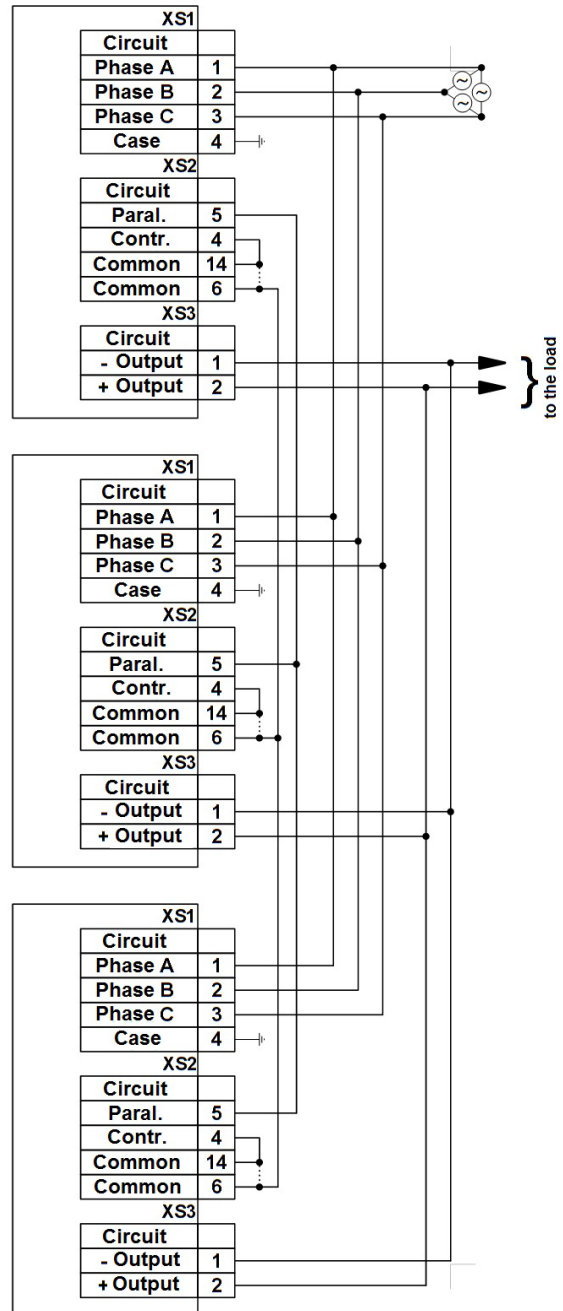 XS1
Circuit
Phase A 1
Phase B 2
Phase C 3
Case 4
XS2
Circuit
Paral. 5
Contr. 4
Common 14
Common 6
XS3
Circuit
- Output 1
+ Output 2
to the load
XS1
Circuit
Phase A 1
Phase B 2
Phase C 3
Case 4
XS2
Circuit
Paral. 5
Contr. 4
Common 14
Common 6
XS3
Circuit
- Output 1
+ Output 2
XS1
Circuit
Phase A 1
Phase B 2
Phase C 3
Case 4
XS2
Circuit
Paral. 5
Contr. 4
Common 14
Common 6
XS3
Circuit
- Output 1
+ Output 2